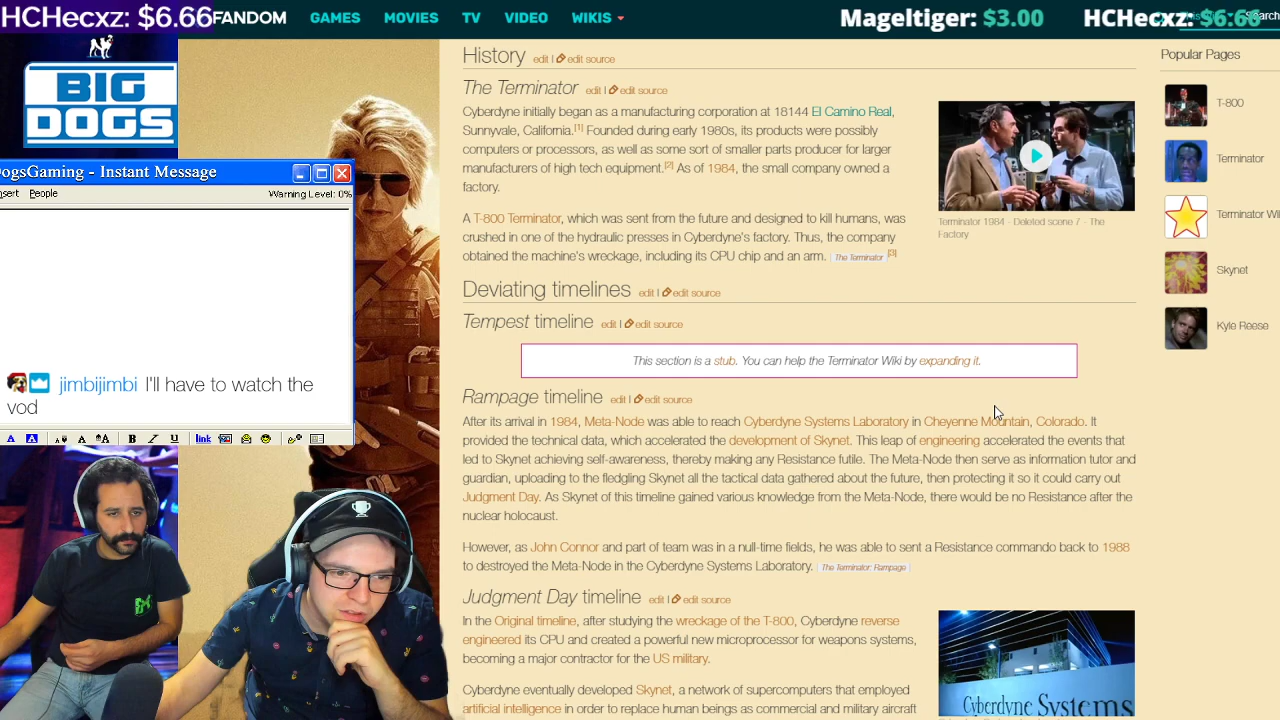 HCHecxz: $6.66
FANDOM
GAMES
MOVIES
TV
VIDEO
WIKIS
Mageltiger: $3.00
HCHecxz: $6.66
Search
BIG
DOGS
DogsGaming - Instant Message
nsert People
Warning Level: 0%
jimbijimbi I'll have to watch the
vod
A A A A A B I U link
History edit | edit source
The Terminator edit | edit source
Cyberdyne initially began as a manufacturing corporation at 18144 El Camino Real,
Sunnyvale, California.[1] Founded during early 1980s, its products were possibly
computers or processors, as well as some sort of smaller parts producer for larger
manufacturers of high tech equipment.[2] As of 1984, the small company owned a
factory.
A T-800 Terminator, which was sent from the future and designed to kill humans, was
crushed in one of the hydraulic presses in Cyberdyne's factory. Thus, the company
obtained the machine's wreckage, including its CPU chip and an arm. The Terminator [3]
Terminator 1984 - Deleted scene 7 - The
Factory
Deviating timelines edit | edit source
Tempest timeline edit | edit source
This section is a stub. You can help the Terminator Wiki by expanding it.
Rampage timeline edit | edit source
After its arrival in 1984, Meta-Node was able to reach Cyberdyne Systems Laboratory in Cheyenne Mountain, Colorado. It
provided the technical data, which accelerated the development of Skynet. This leap of engineering accelerated the events that
led to Skynet achieving self-awareness, thereby making any Resistance futile. The Meta-Node then serve as information tutor and
guardian, uploading to the fledgling Skynet all the tactical data gathered about the future, then protecting it so it could carry out
Judgment Day. As Skynet of this timeline gained various knowledge from the Meta-Node, there would be no Resistance after the
nuclear holocaust.
However, as John Connor and part of team was in a null-time fields, he was able to sent a Resistance commando back to 1988
to destroyed the Meta-Node in the Cyberdyne Systems Laboratory. The Terminator: Rampage
Judgment Day timeline edit | edit source
In the Original timeline, after studying the wreckage of the T-800, Cyberdyne reverse
engineered its CPU and created a powerful new microprocessor for weapons systems,
becoming a major contractor for the US military.
Cyberdyne eventually developed Skynet, a network of supercomputers that employed
artificial intelligence in order to replace human beings as commercial and military aircraft
Cyberdyne Systems
Popular Pages
T-800
Terminator
Terminator Wi
Skynet
Kyle Reese